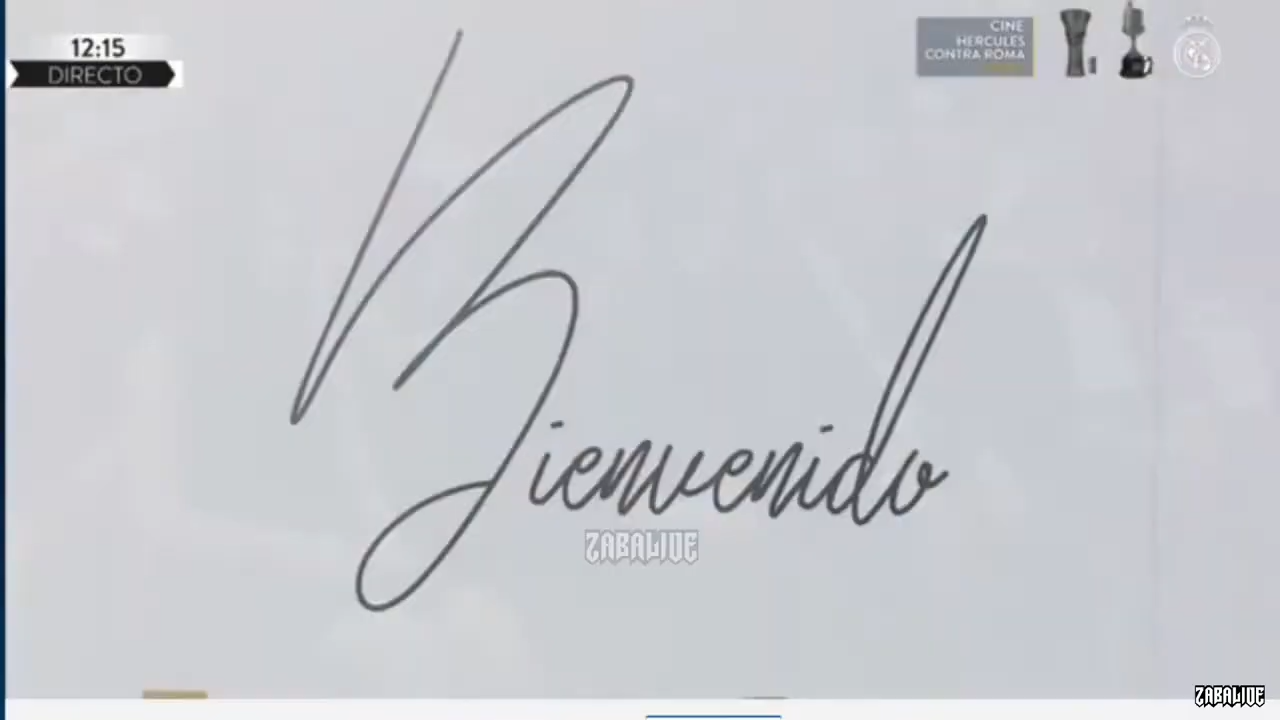 12:15
DIRECTO
CINE
HERCULES
CONTRA ROMA
Bienvenido
ZABALIVE
ZABALIVE